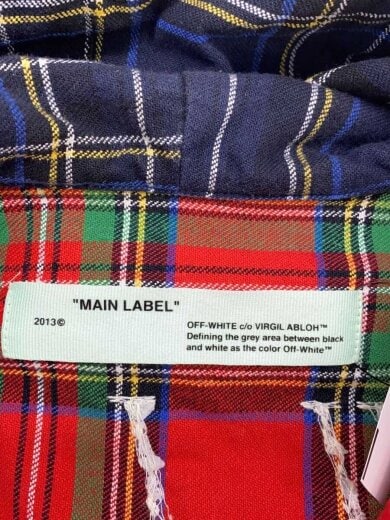 "MAIN LABEL"
2013©
OFF-WHITE c/o VIRGIL ABLOH™
Defining the grey area between black
and white as the color Off-White™